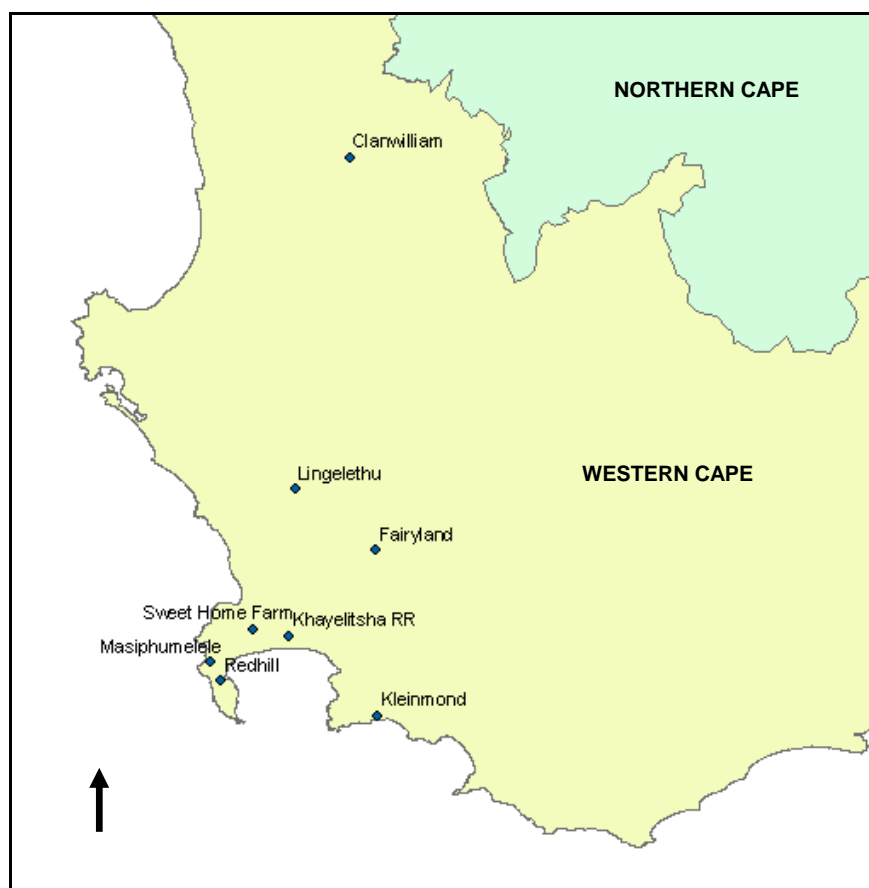 NORTHERN CAPE
Clanwilliam
Lingelethu
WESTERN CAPE
Fairyland
Sweet Home Farm
Khayelitsha RR
Masiphumelele
Redhill
Kleinmond